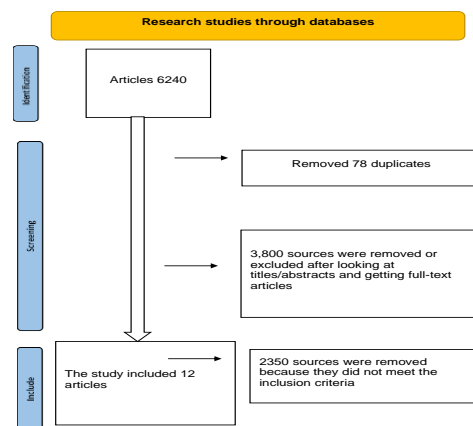 Research studies through databases
Identification
Articles 6240
Removed 78 duplicates
Screening
3,800 sources were removed or
excluded after looking at
titles/abstracts and getting full-text
articles
Include
The study included 12
articles
2350 sources were removed
because they did not meet the
inclusion criteria